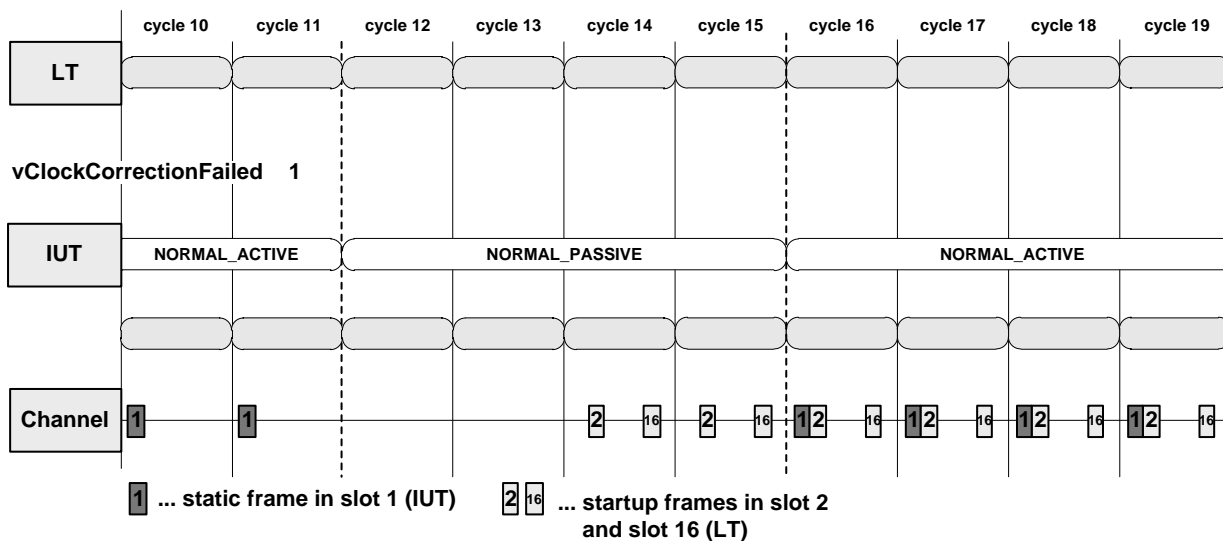 cycle 10 cycle 11 cycle 12 cycle 13 cycle 14 cycle 15 cycle 16 cycle 17 cycle 18 cycle 19
LT
vClockCorrectionFailed 1
IUT NORMAL_ACTIVE NORMAL_PASSIVE NORMAL_ACTIVE
Channel 1 1 2 16 2 16 1 2 16 1 2 16 1 2 16 1 2 16
1 ... static frame in slot 1 (IUT) 2 16 ... startup frames in slot 2
and slot 16 (LT)